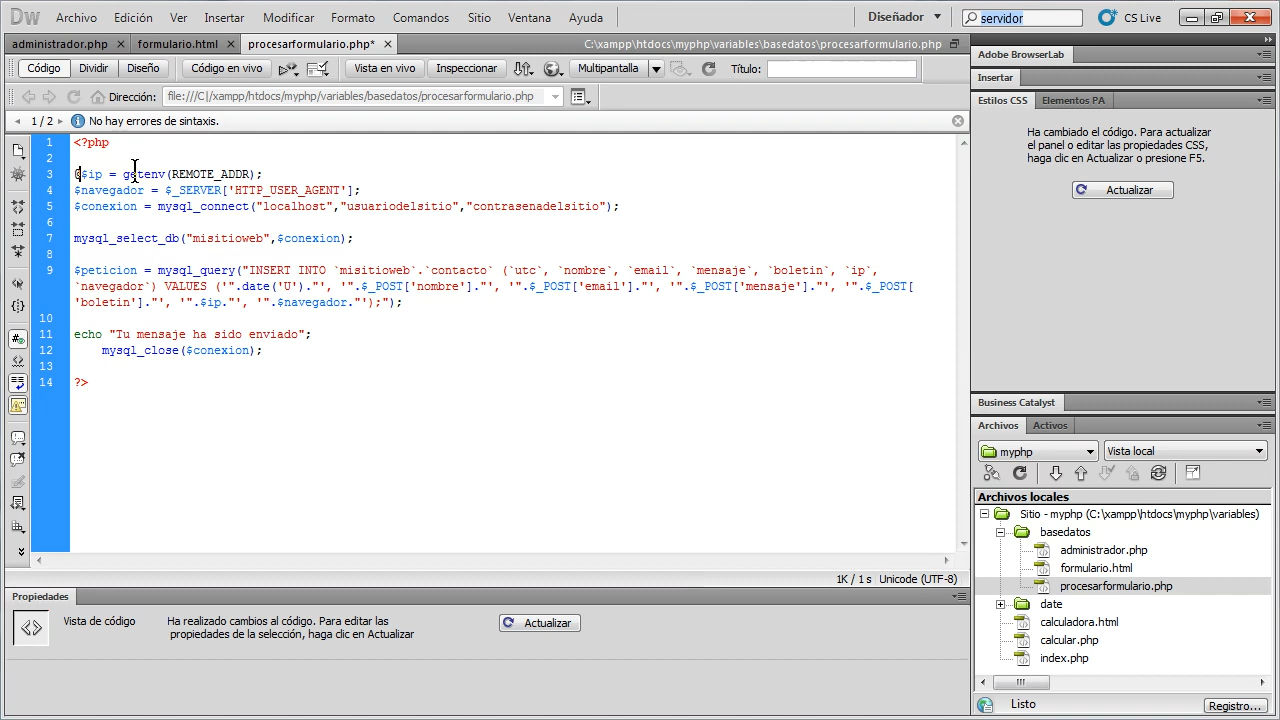 Dw Archivo Edición Ver Insertar Modificar Formato Comandos Sitio Ventana Ayuda Diseñador servidor CS Live
administrador.php formulario.html procesarformulario.php* C:\xampp\htdocs\myphp\variables\basedatos\procesarformulario.php
Código Dividir Diseño Código en vivo Vista en vivo Inspeccionar Multipantalla Título:
Dirección: file:///C|/xampp/htdocs/myphp/variables/basedatos/procesarformulario.php
1 / 2 No hay errores de sintaxis.
1 <?php
2
3 @$ip = getenv(REMOTE_ADDR);
4 $navegador = $_SERVER['HTTP_USER_AGENT'];
5 $conexion = mysql_connect("localhost","usuariodelsitio","contrasenadelsitio");
6
7 mysql_select_db("misitioweb",$conexion);
8
9 $peticion = mysql_query("INSERT INTO `misitioweb`.`contacto` (`utc`, `nombre`, `email`, `mensaje`, `boletin`, `ip`,
`navegador`) VALUES ('".date('U')."', '".$_POST['nombre']."', '".$_POST['email']."', '".$_POST['mensaje']."', '".$_POST[
'boletin']."', '".$ip."', '".$navegador."');");
10
11 echo "Tu mensaje ha sido enviado";
12 mysql_close($conexion);
13
14 ?>
1K / 1 s Unicode (UTF-8)
Propiedades
Vista de código
Ha realizado cambios al código. Para editar las
propiedades de la selección, haga clic en Actualizar
Actualizar
Adobe BrowserLab
Insertar
Estilos CSS Elementos PA
Ha cambiado el código. Para actualizar
el panel o editar las propiedades CSS,
haga clic en Actualizar o presione F5.
Actualizar
Business Catalyst
Archivos Activos
myphp Vista local
Archivos locales
Sitio - myphp (C:\xampp\htdocs\myphp\variables)
basedatos
administrador.php
formulario.html
procesarformulario.php
date
calculadora.html
calcular.php
index.php
Listo Registro...